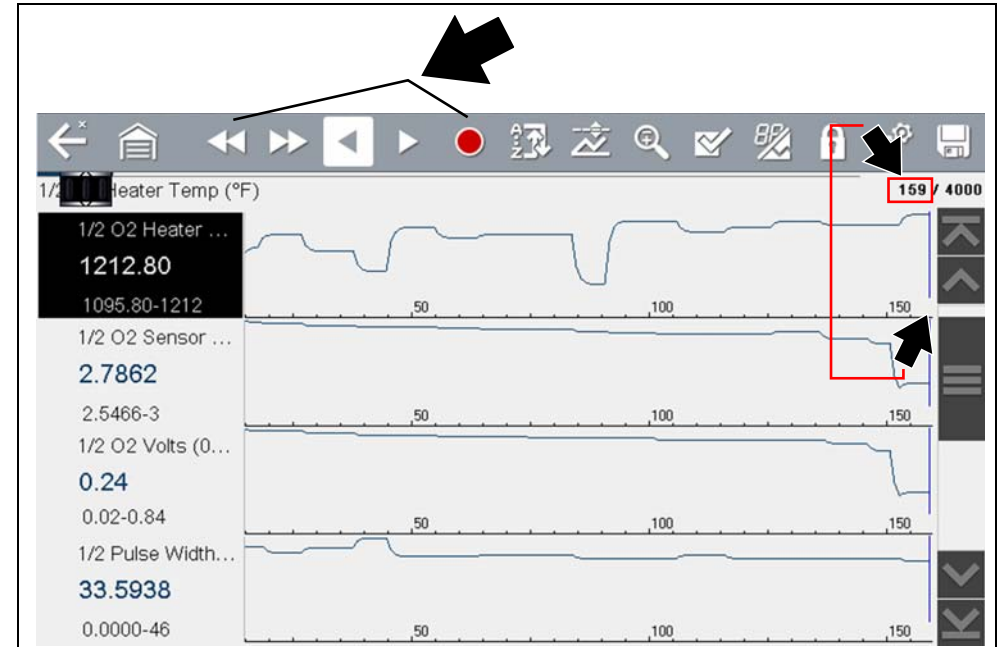 1/2 Heater Temp (°F)
159 / 4000
1/2 O2 Heater ...
1212.80
1095.80-1212
50 100 150
1/2 O2 Sensor ...
2.7862
2.5466-3
50 100 150
1/2 O2 Volts (0...
0.24
0.02-0.84
50 100 150
1/2 Pulse Width...
33.5938
0.0000-46
50 100 150